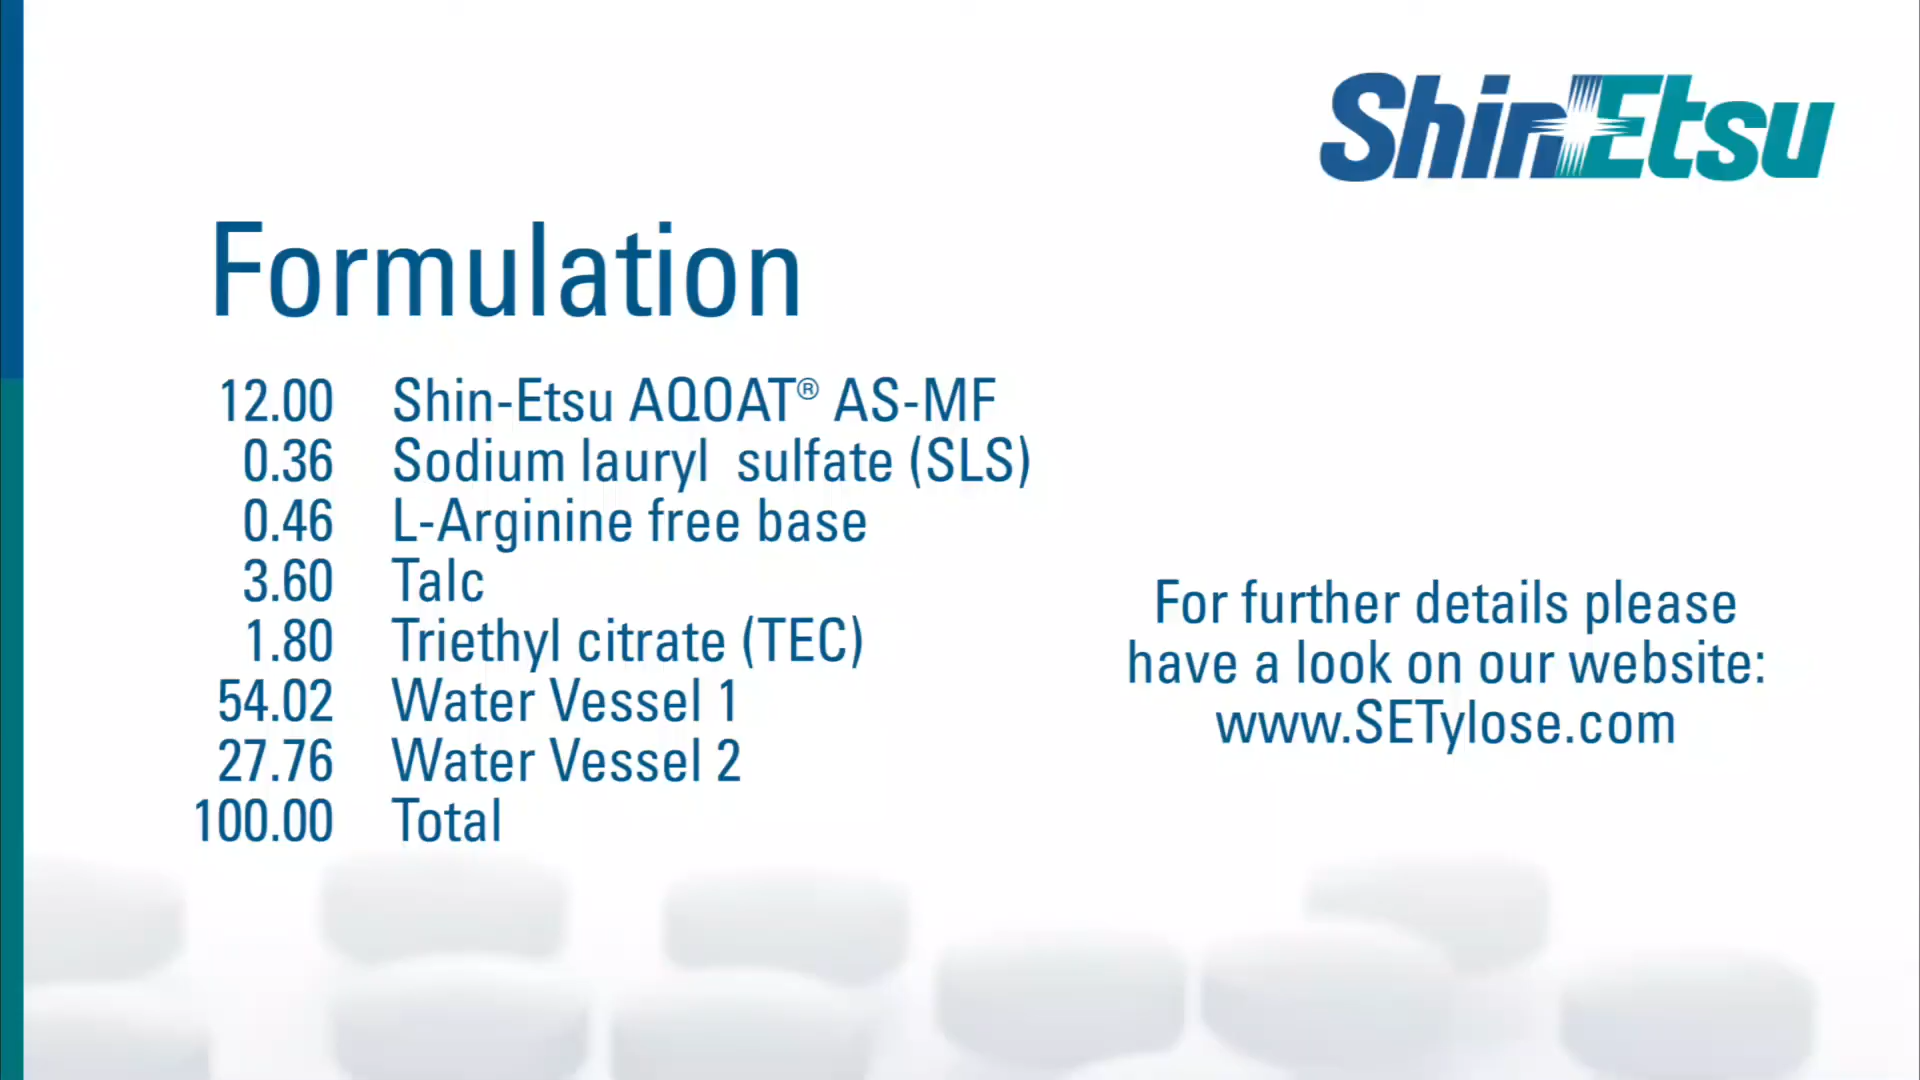 Shin-Etsu
Formulation
12.00 Shin-Etsu AQOAT® AS-MF
0.36 Sodium lauryl sulfate (SLS)
0.46 L-Arginine free base
3.60 Talc
1.80 Triethyl citrate (TEC)
54.02 Water Vessel 1
27.76 Water Vessel 2
100.00 Total
For further details please
have a look on our website:
www.SETylose.com